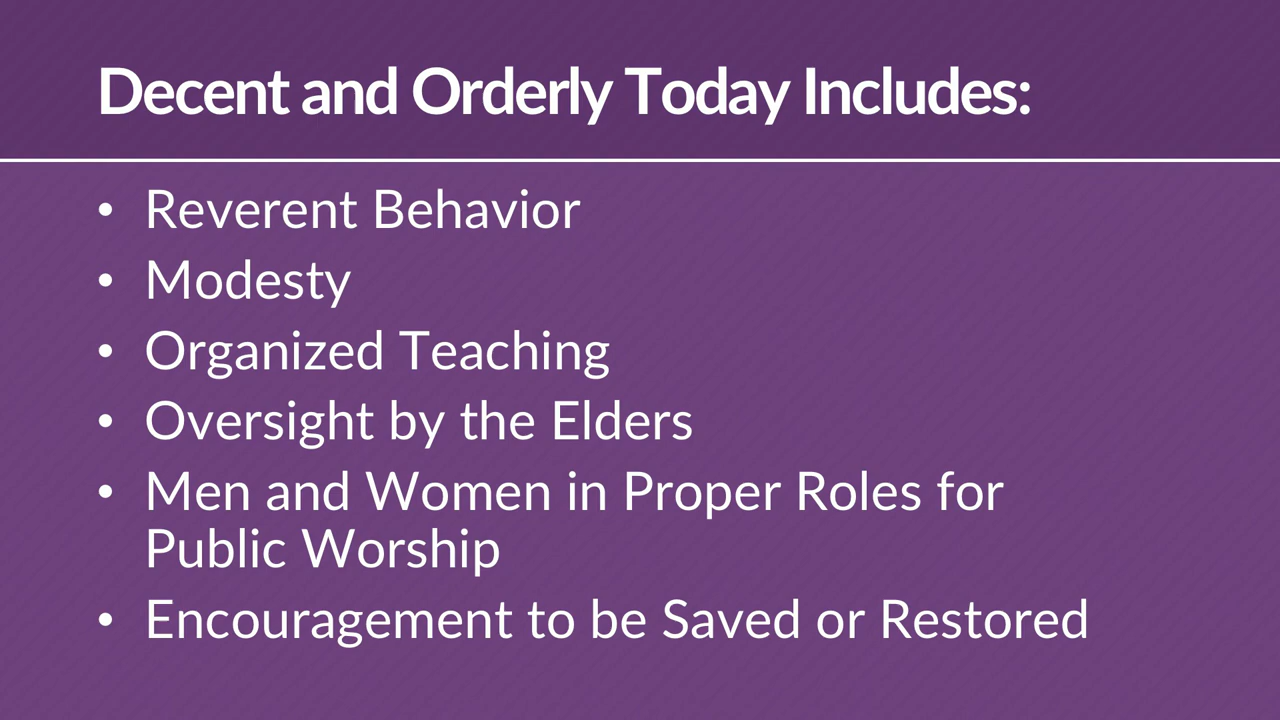 Decent and Orderly Today Includes:
• Reverent Behavior
• Modesty
• Organized Teaching
• Oversight by the Elders
• Men and Women in Proper Roles for
Public Worship
• Encouragement to be Saved or Restored